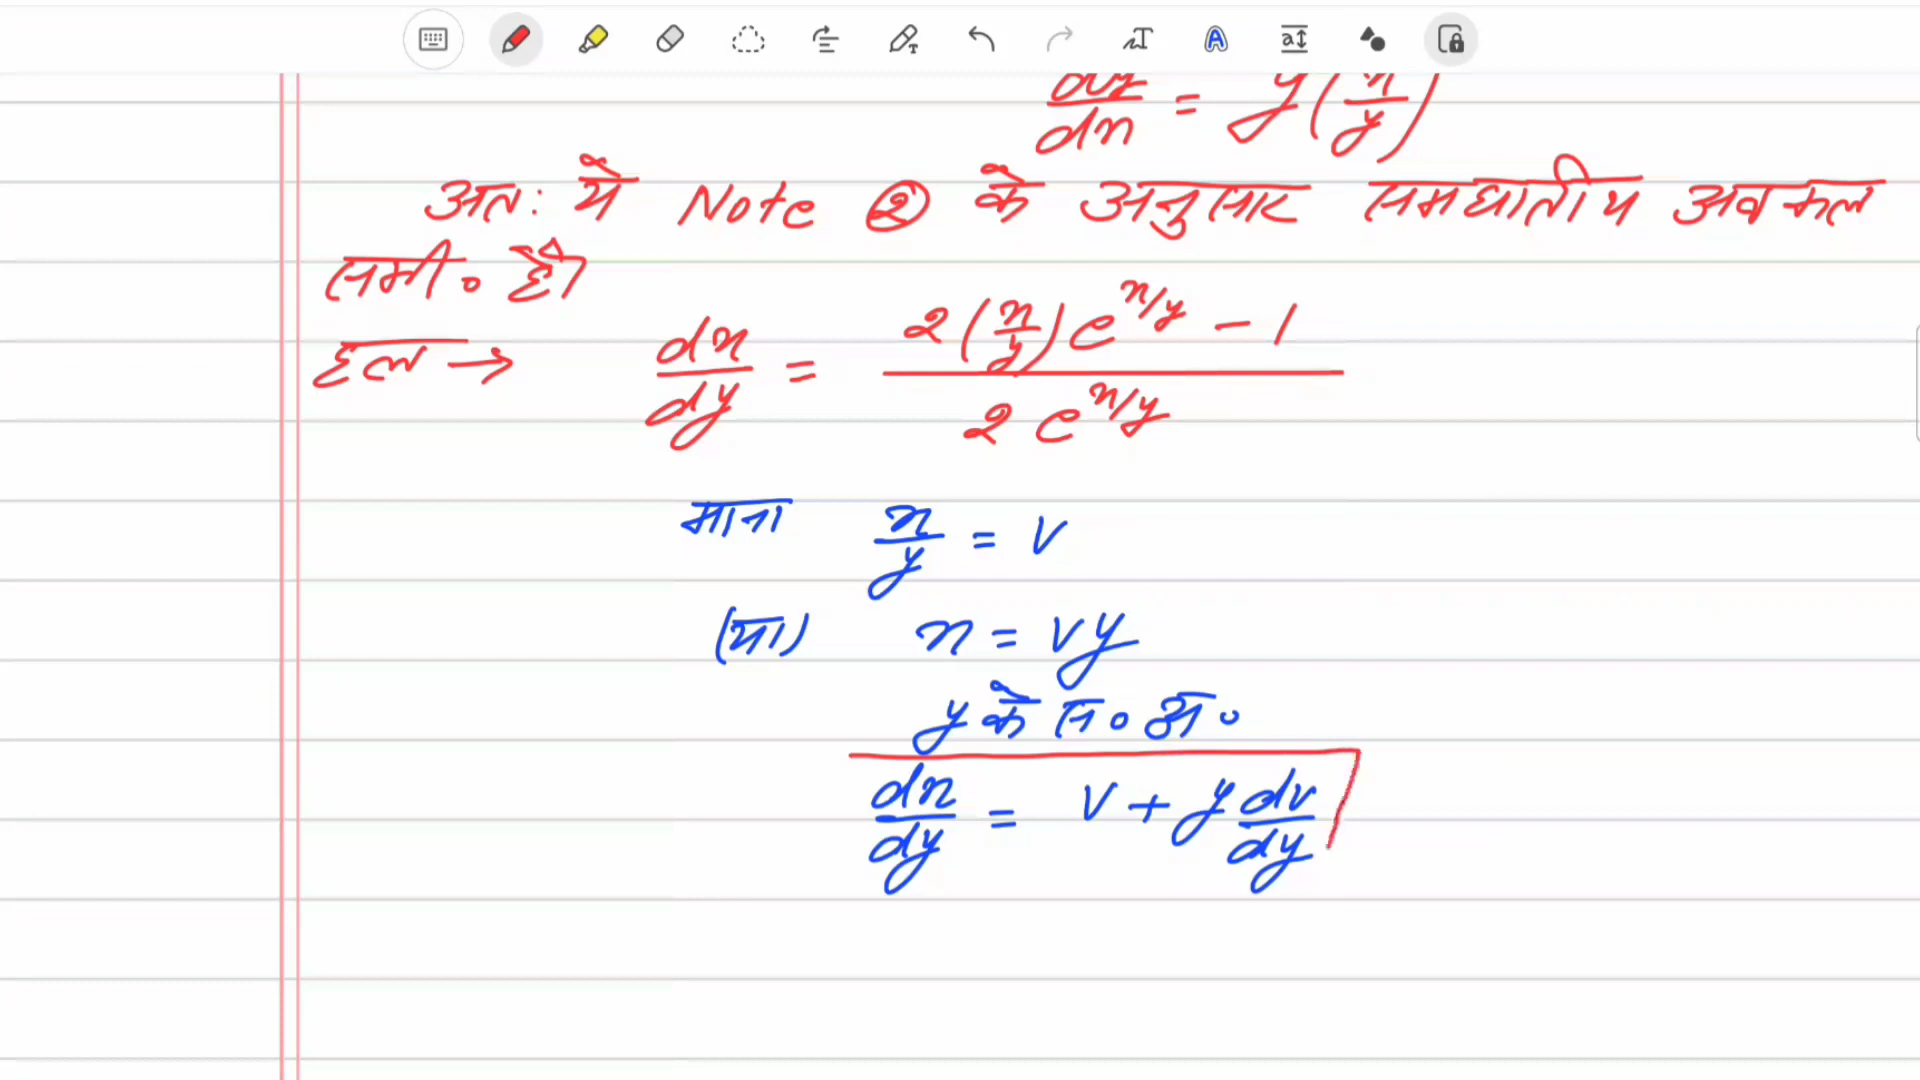 dy/dx = y(x/y)
अतः ये Note ② के अनुसार समघातीय अवकल
समी० है।
हल → dx/dy = (2(x/y)e^{x/y} - 1)/(2e^{x/y})
माना x/y = v
(या) x = vy
y के सा० अ०
dx/dy = v + y dv/dy